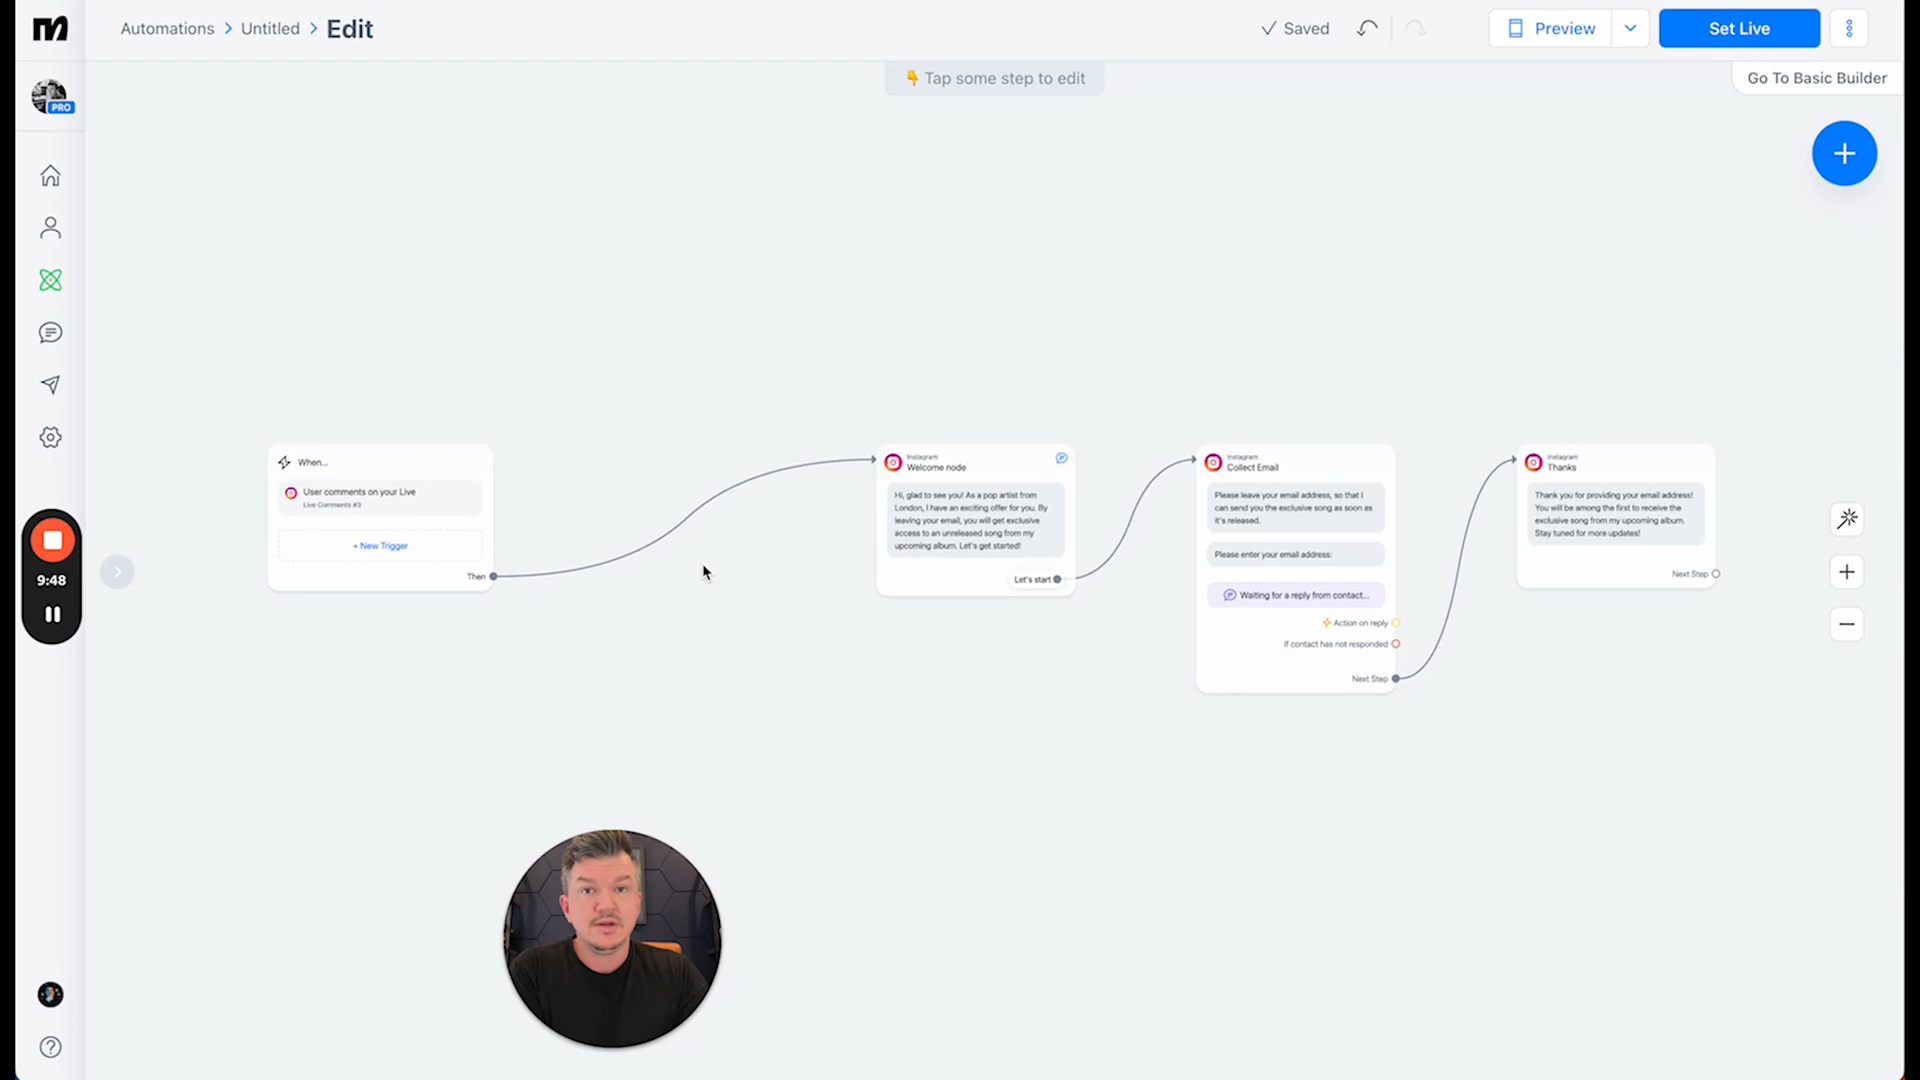 Automations > Untitled > Edit
Saved
Preview
Set Live
👇 Tap some step to edit
Go To Basic Builder
PRO
When...
User comments on your Live
Live Comments #3
+ New Trigger
Then
Instagram
Welcome node
Hi, glad to see you! As a pop artist from
London, I have an exciting offer for you. By
leaving your email, you will get exclusive
access to an unreleased song from my
upcoming album. Let's get started!
Let's start
Instagram
Collect Email
Please leave your email address, so that I
can send you the exclusive song as soon as
it's released.
Please enter your email address:
Waiting for a reply from contact...
Action on reply
If contact has not responded
Next Step
Instagram
Thanks
Thank you for providing your email address!
You will be among the first to receive the
exclusive song from my upcoming album.
Stay tuned for more updates!
Next Step
9:48